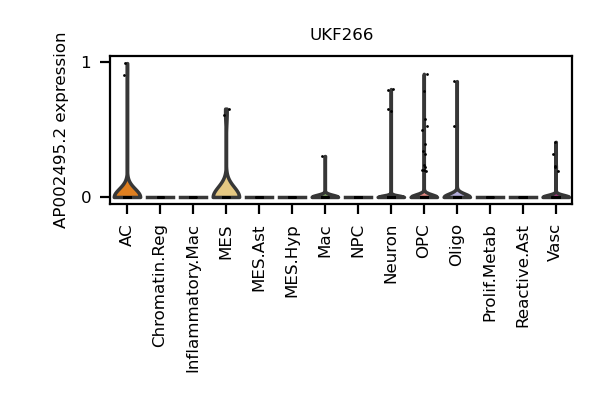 UKF266
AP002495.2 expression
1
0
AC
Chromatin.Reg
Inflammatory.Mac
MES
MES.Ast
MES.Hyp
Mac
NPC
Neuron
OPC
Oligo
Prolif.Metab
Reactive.Ast
Vasc